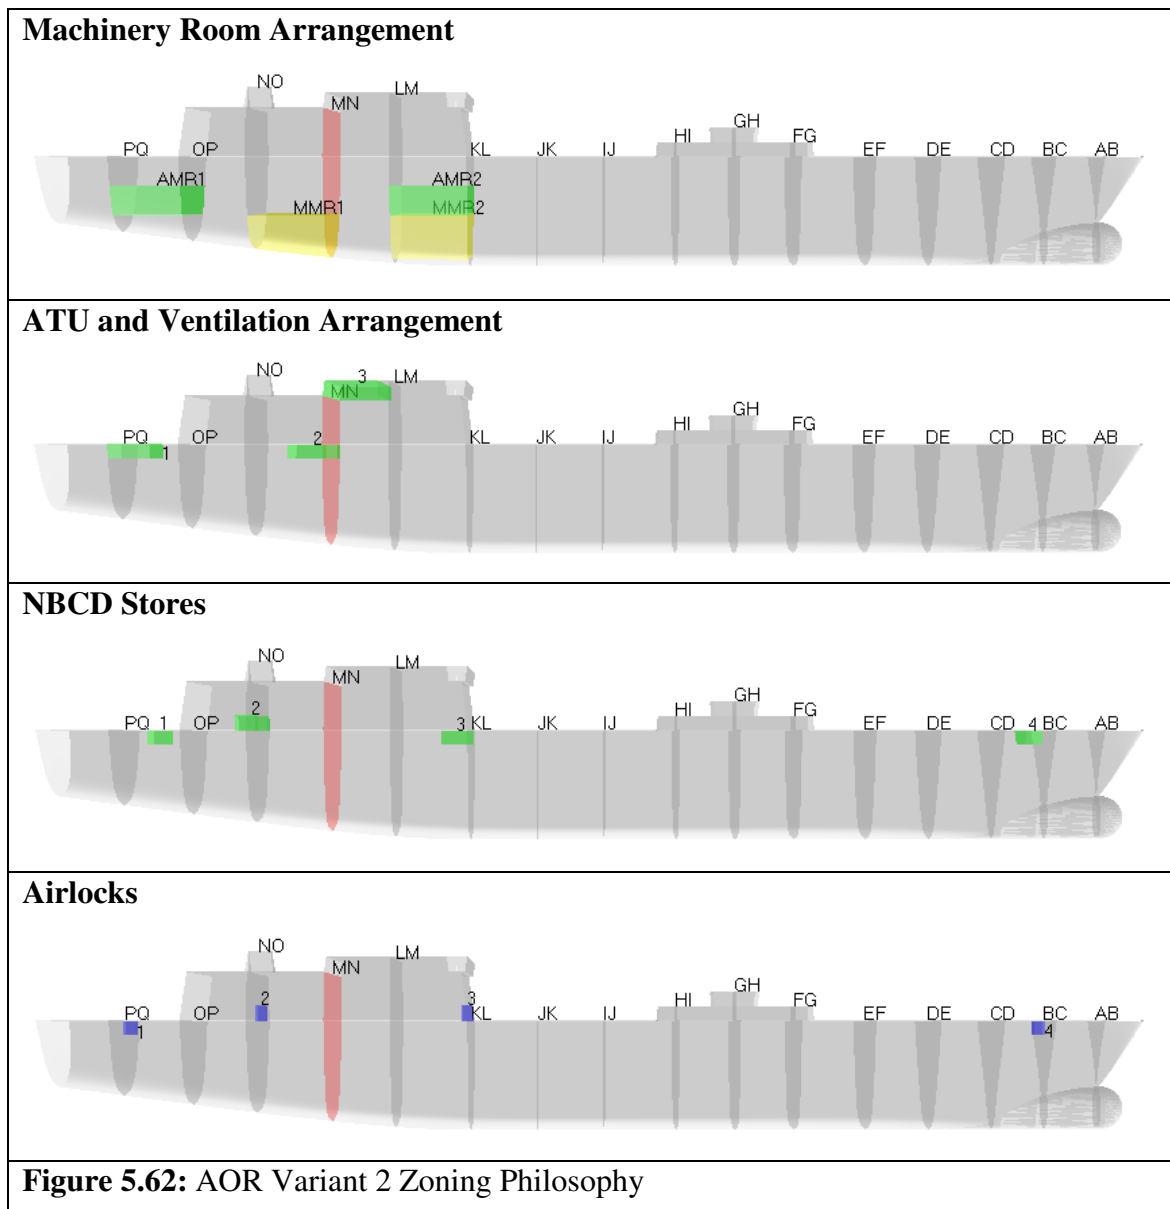 Machinery Room Arrangement
NO
LM
MN
GH
HI
FG
PQ
OP
KL
JK
IJ
EF
DE
CD
BC
AB
AMR1
AMR2
MMR1
MMR2
ATU and Ventilation Arrangement
NO
3
LM
MN
GH
HI
FG
PQ
OP
2
KL
JK
IJ
EF
DE
CD
BC
AB
1
NBCD Stores
NO
LM
MN
GH
2
HI
FG
PQ
1
OP
3
KL
JK
IJ
EF
DE
CD
4
BC
AB
Airlocks
NO
LM
MN
GH
2
3
HI
FG
PQ
OP
KL
JK
IJ
EF
DE
CD
BC
AB
1
4
Figure 5.62: AOR Variant 2 Zoning Philosophy